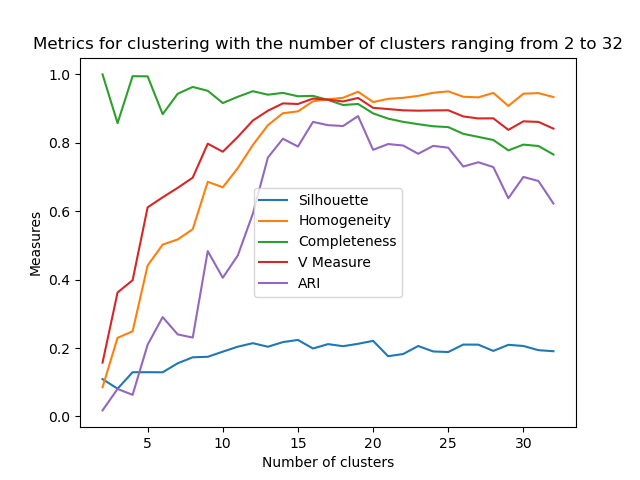 Metrics for clustering with the number of clusters ranging from 2 to 32
1.0
0.8
0.6
0.4
0.2
0.0
Measures
Silhouette
Homogeneity
Completeness
V Measure
ARI
5 10 15 20 25 30
Number of clusters